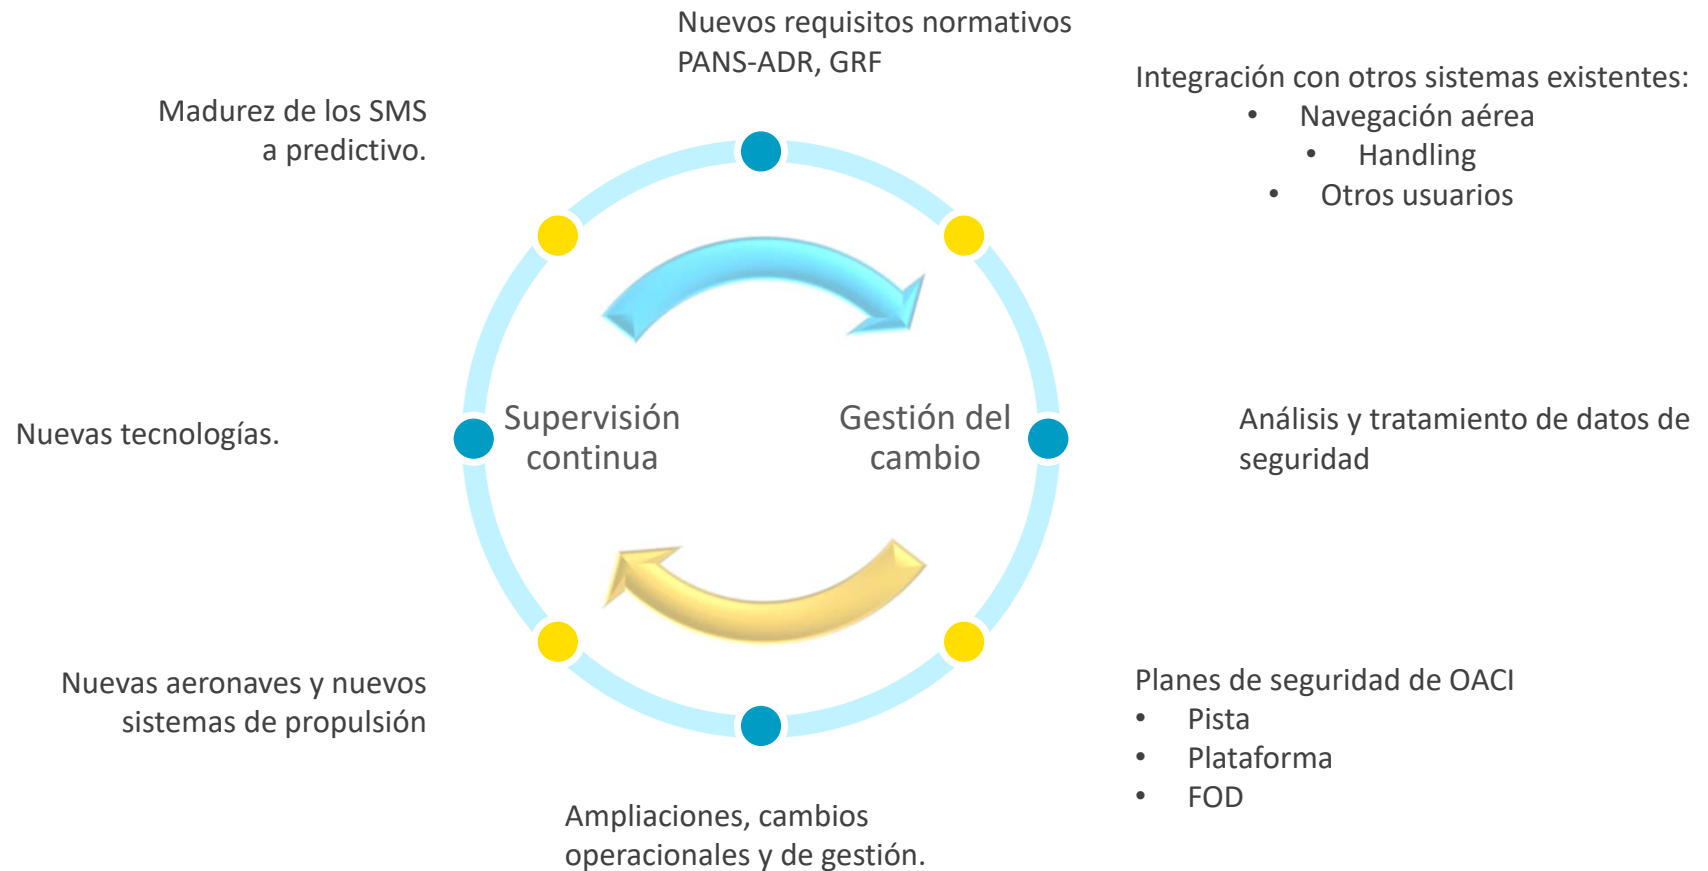 Nuevos requisitos normativos
PANS-ADR, GRF
Integración con otros sistemas existentes:
• Navegación aérea
• Handling
• Otros usuarios
Madurez de los SMS
a predictivo.
Supervisión
continua
Gestión del
cambio
Nuevas tecnologías.
Análisis y tratamiento de datos de
seguridad
Nuevas aeronaves y nuevos
sistemas de propulsión
Planes de seguridad de OACI
• Pista
• Plataforma
• FOD
Ampliaciones, cambios
operacionales y de gestión.